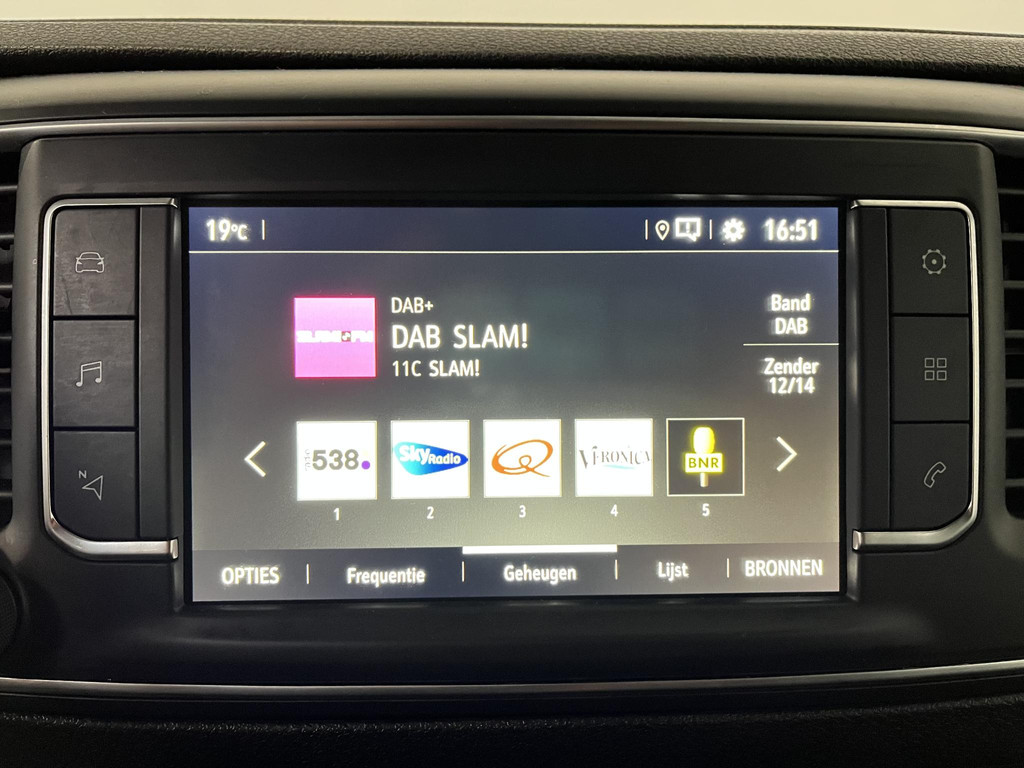 19°C
16:51
DAB+
DAB SLAM!
11C SLAM!
Band
DAB
Zender
12/14
538
Sky Radio
Q
VERONICA
BNR
1 2 3 4 5
OPTIES | Frequentie | Geheugen | Lijst | BRONNEN
N